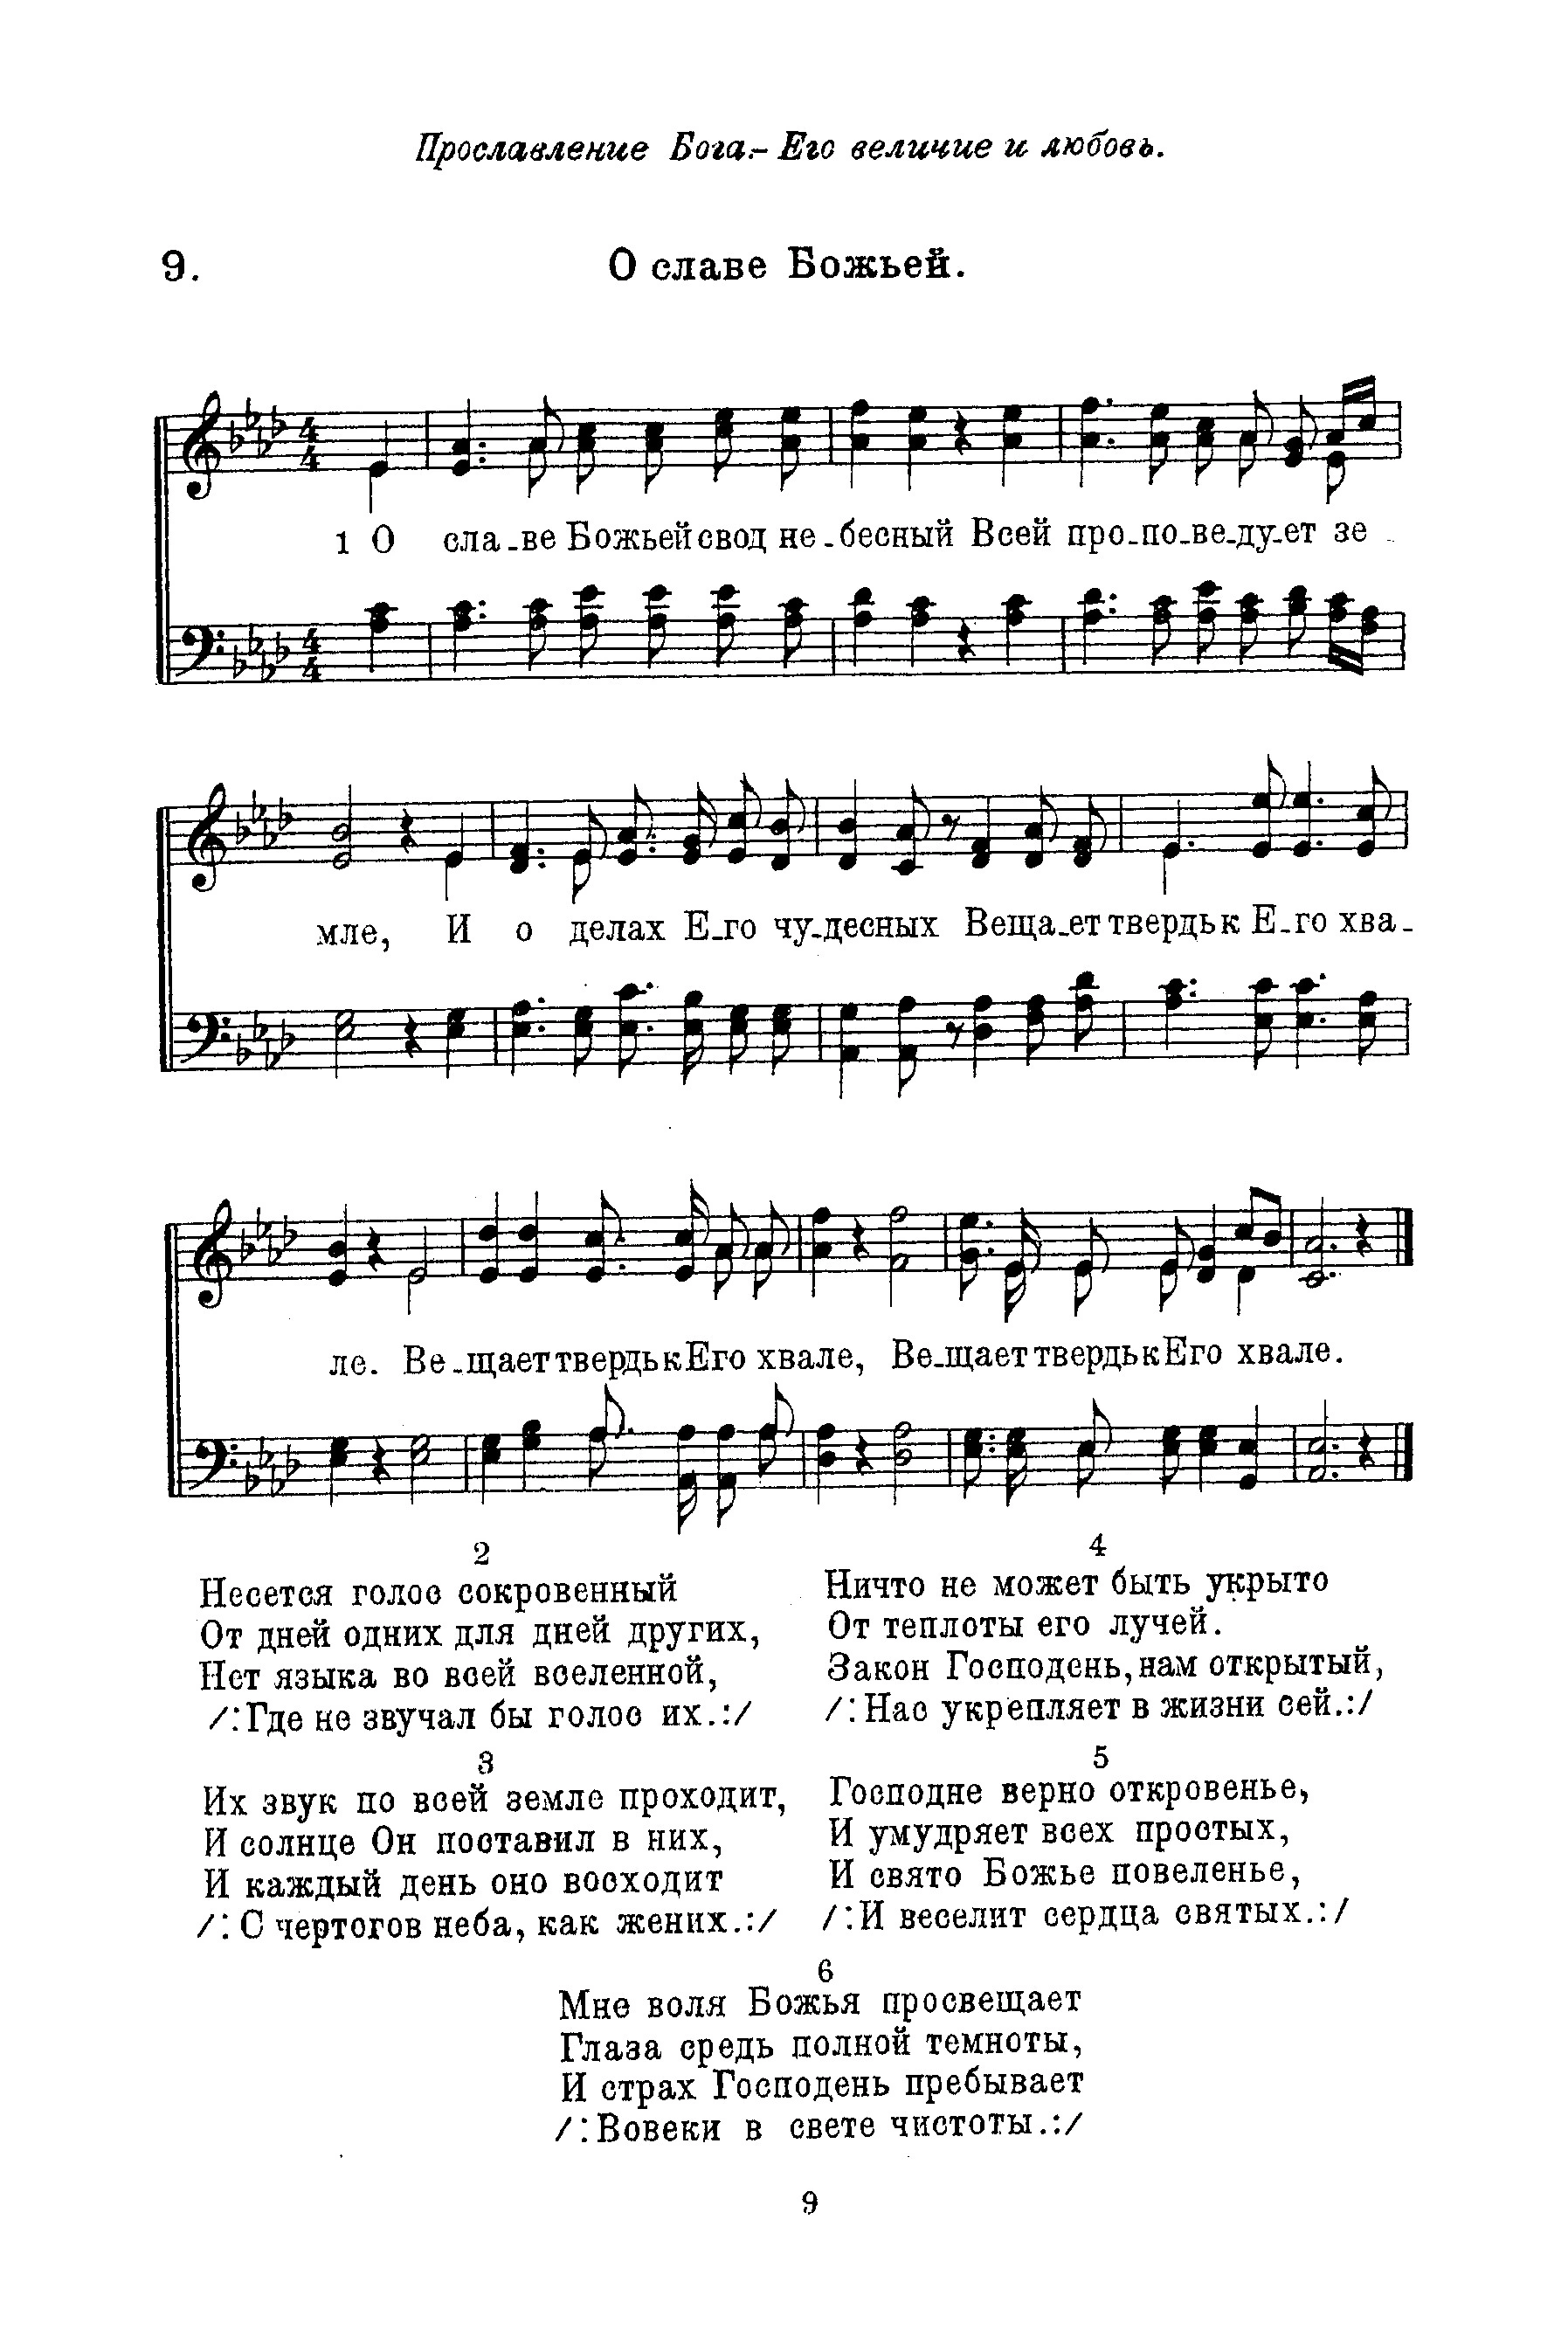 Прославление Бога.- Его величие и любовь.
9.
О славе Божьей.
1 О сла-ве Божьей свод не-бесный Всей про-по-ве-ду-ет зе-
мле, И о делах Е-го чу-десных Веща-ет твердь к Е-го хва-
ле. Ве-щает твердь к Его хвале, Ве-щает твердь к Его хвале.
2
Несется голос сокровенный
От дней одних для дней других,
Нет языка во всей вселенной,
/:Где не звучал бы голос их.:/
3
Их звук по всей земле проходит,
И солнце Он поставил в них,
И каждый день оно восходит
/:С чертогов неба, как жених.:/
4
Ничто не может быть укрыто
От теплоты его лучей.
Закон Господень, нам открытый,
/:Нас укрепляет в жизни сей.:/
5
Господне верно откровенье,
И умудряет всех простых,
И свято Божье повеленье,
/:И веселит сердца святых.:/
6
Мне воля Божья просвещает
Глаза средь полной темноты,
И страх Господень пребывает
/:Вовеки в свете чистоты.:/
9